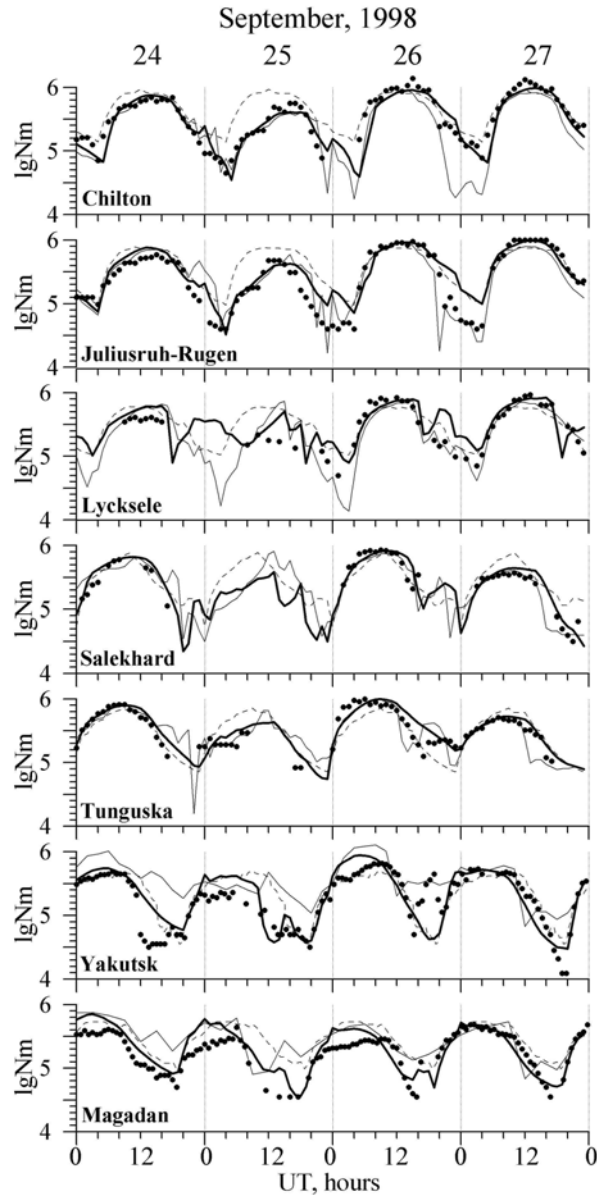 September, 1998
24 25 26 27
6
lgNm 5
4
Chilton
6
lgNm 5
4
Juliusruh-Rugen
6
lgNm 5
4
Lycksele
6
lgNm 5
4
Salekhard
6
lgNm 5
4
Tunguska
6
lgNm 5
4
Yakutsk
6
lgNm 5
4
Magadan
0 12 0 12 0 12 0 12 0
UT, hours